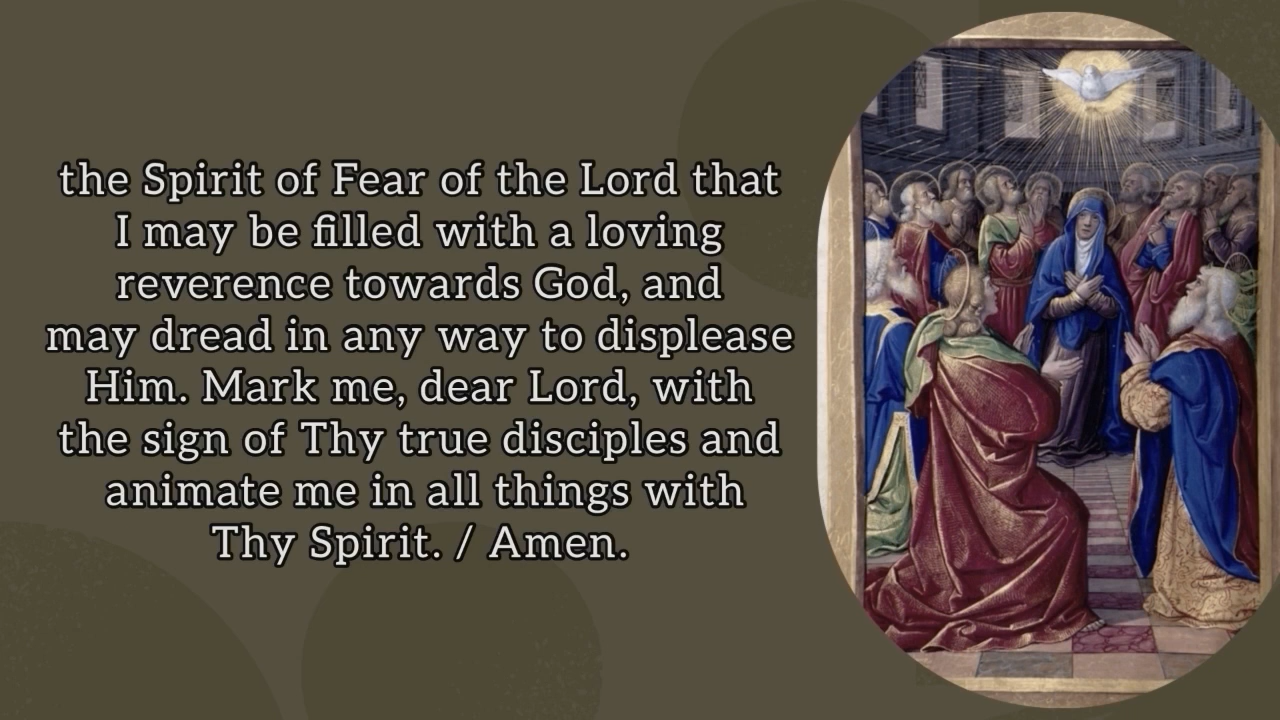 the Spirit of Fear of the Lord that
I may be filled with a loving
reverence towards God, and
may dread in any way to displease
Him. Mark me, dear Lord, with
the sign of Thy true disciples and
animate me in all things with
Thy Spirit. / Amen.